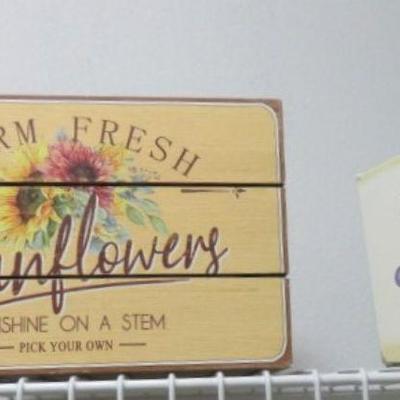 RM FRESH
nflowers
SHINE ON A STEM
PICK YOUR OWN